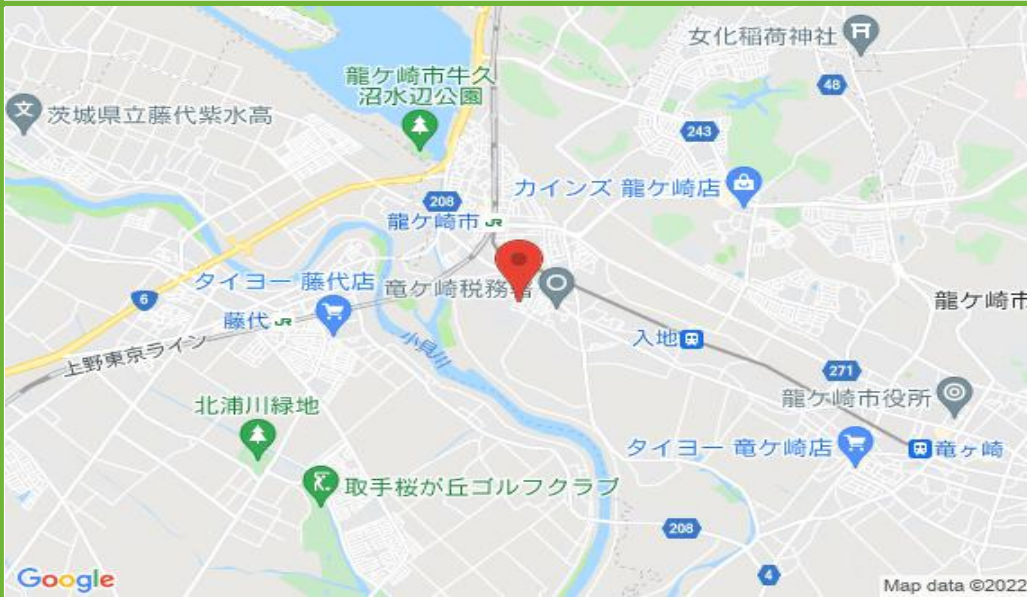 女化稲荷神社
龍ケ崎市牛久
沼水辺公園
48
茨城県立藤代紫水高
243
カインズ 龍ケ崎店
208
龍ケ崎市 JR
タイヨー 藤代店
竜ケ崎税務署
6
龍ケ崎市
藤代 JR
小貝川
入地
上野東京ライン
271
龍ケ崎市役所
北浦川緑地
タイヨー 竜ケ崎店
竜ヶ崎
取手桜が丘ゴルフクラブ
208
4
Google
Map data ©2022